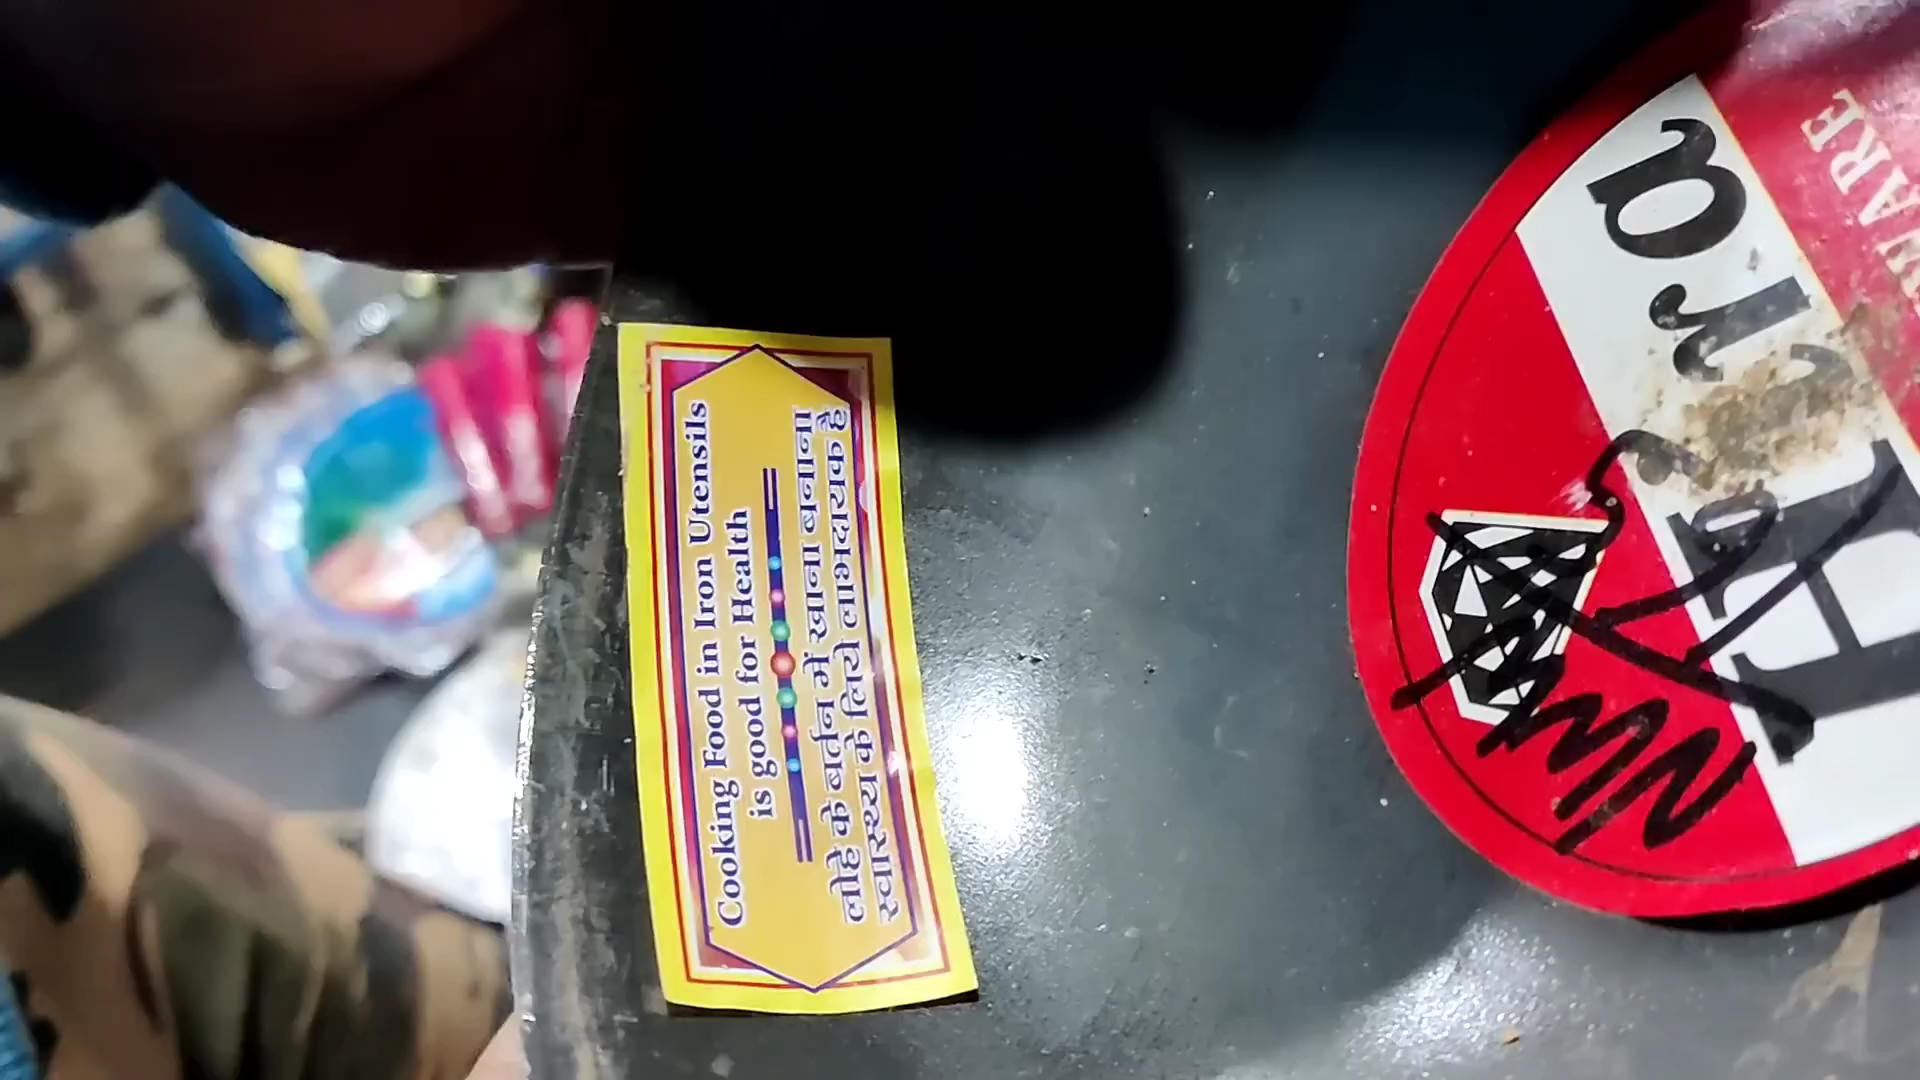 Cooking Food in Iron Utensils
is good for Health
लोहे के बर्तन में खाना बनाना
स्वास्थ्य के लिये लाभदायक है
WARE